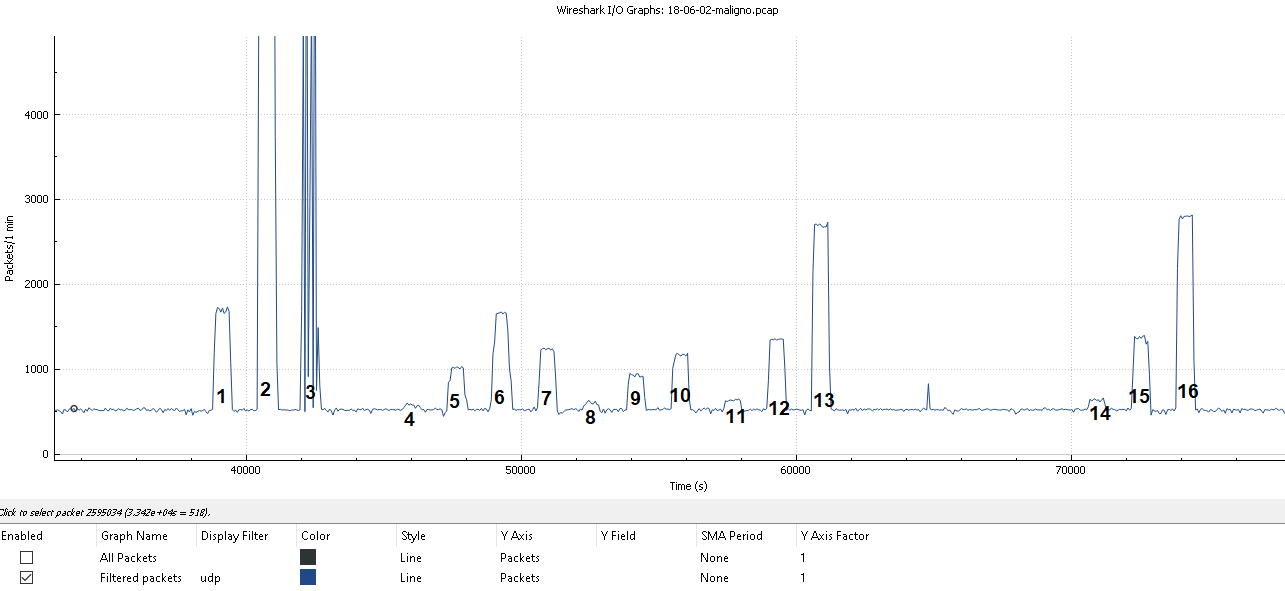 Wireshark I/O Graphs: 18-06-02-maligno.pcap
Packets/1 min
4000
3000
2000
1000
0
1 2 3 4 5 6 7 8 9 10 11 12 13 14 15 16
40000 50000 60000 70000
Time (s)
Click to select packet 2595034 (3.342e+04s = 518).
Enabled Graph Name Display Filter Color Style Y Axis Y Field SMA Period Y Axis Factor
All Packets Line Packets None 1
Filtered packets udp Line Packets None 1